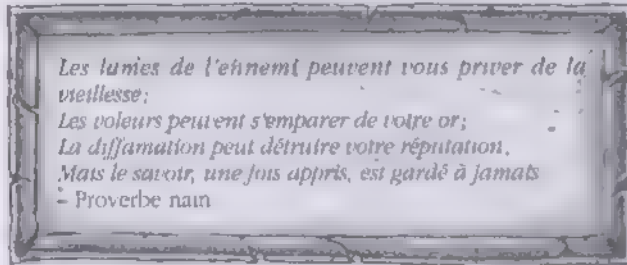 Les lames de l'ennemi peuvent vous priver de la
vieillesse;
Les voleurs peuvent s'emparer de votre or;
La diffamation peut détruire votre réputation.
Mais le savoir, une fois appris, est gardé à jamais
- Proverbe nain